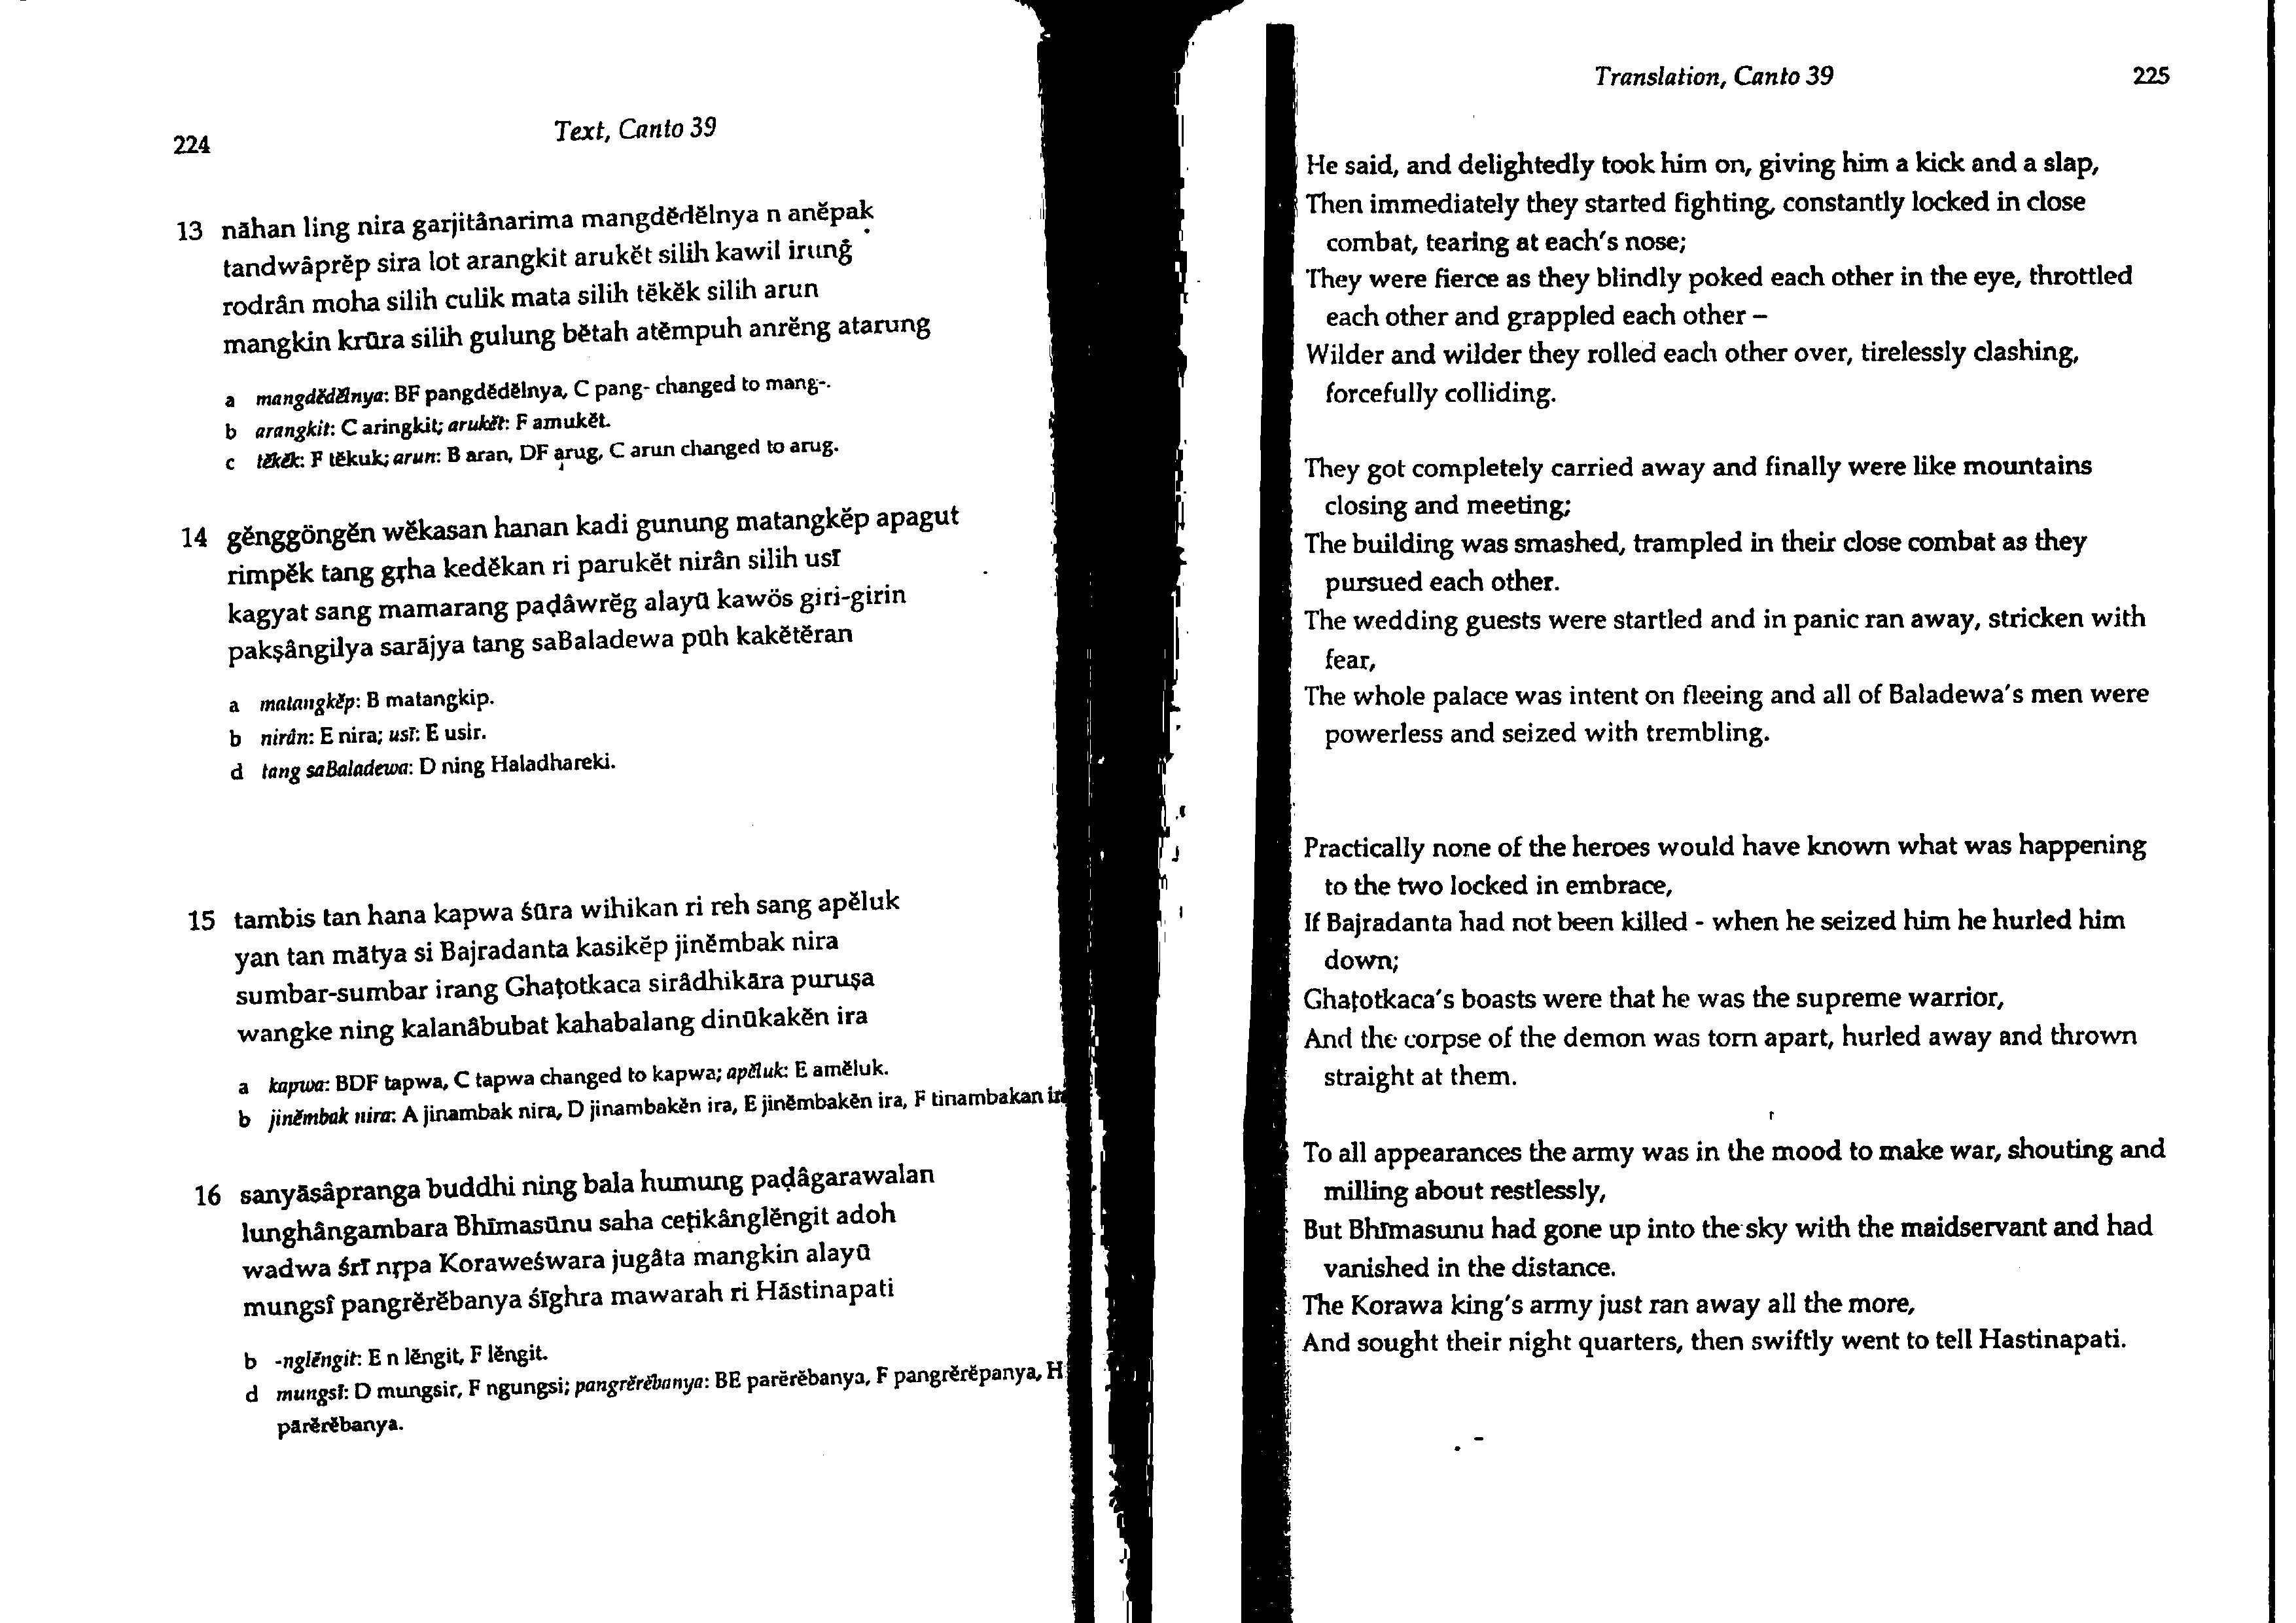 224
Text, Canto 39
13 nāhan ling nira garjitânarima mangdĕdĕlnya n anĕpak
tandwâprĕp sira lot arangkit arukĕt silih kawil irung
rodrân moha silih culik mata silih tĕkĕk silih arun
mangkin krūra silih gulung bĕtah atĕmpuh anrĕng atarung
a mangdĕdĕlnya: BF pangdĕdĕlnya, C pang- changed to mang-.
b arangkit: C aringkit; arukĕt: F amukĕt.
c tĕkĕk: F tĕkuk; arun: B aran, DF arug, C arun changed to arug.
14 gĕnggöngĕn wĕkasan hanan kadi gunung matangkĕp apagut
rimpĕk tang gṛha kedĕkan ri parukĕt nirân silih usī
kagyat sang mamarang paḍâwrĕg alayū kawös giri-girin
pakṣângilya sarājya tang saBaladewa pūh kakĕtĕran
a matangkĕp: B matangkip.
b nirân: E nira; usī: E usir.
d tang saBaladewa: D ning Haladhareki.
15 tambis tan hana kapwa śūra wihikan ri reh sang apĕluk
yan tan mātya si Bajradanta kasikĕp jinĕmbak nira
sumbar-sumbar irang Ghaṭotkaca sirâdhikāra puruṣa
wangke ning kalanâbubat kahabalang dinūkakĕn ira
a kapwa: BDF tapwa, C tapwa changed to kapwa; apĕluk: E amĕluk.
b jinĕmbak nira: A jinambak nira, D jinambakĕn ira, E jinĕmbakĕn ira, F tinambakan
16 sanyāsâpranga buddhi ning bala humung paḍâgarawalan
lunghângambara Bhīmasūnu saha ceṭikânglĕngit adoh
wadwa śrī nṛpa Koraweśwara jugâta mangkin alayū
mungsî pangrĕrĕbanya śīghra mawarah ri Hāstinapati
b -nglĕngit: E n lĕngit, F lĕngit.
d mungsî: D mungsir, F ngungsi; pangrĕrĕbanya: BE parĕrĕbanya, F pangrĕrĕpanya, H
parĕrĕbanya.
Translation, Canto 39
225
He said, and delightedly took him on, giving him a kick and a slap,
Then immediately they started fighting, constantly locked in close
combat, tearing at each's nose;
They were fierce as they blindly poked each other in the eye, throttled
each other and grappled each other –
Wilder and wilder they rolled each other over, tirelessly clashing,
forcefully colliding.
They got completely carried away and finally were like mountains
closing and meeting;
The building was smashed, trampled in their close combat as they
pursued each other.
The wedding guests were startled and in panic ran away, stricken with
fear,
The whole palace was intent on fleeing and all of Baladewa's men were
powerless and seized with trembling.
Practically none of the heroes would have known what was happening
to the two locked in embrace,
If Bajradanta had not been killed - when he seized him he hurled him
down;
Ghaṭotkaca's boasts were that he was the supreme warrior,
And the corpse of the demon was torn apart, hurled away and thrown
straight at them.
To all appearances the army was in the mood to make war, shouting and
milling about restlessly,
But Bhīmasunu had gone up into the sky with the maidservant and had
vanished in the distance.
The Korawa king's army just ran away all the more,
And sought their night quarters, then swiftly went to tell Hastinapati.